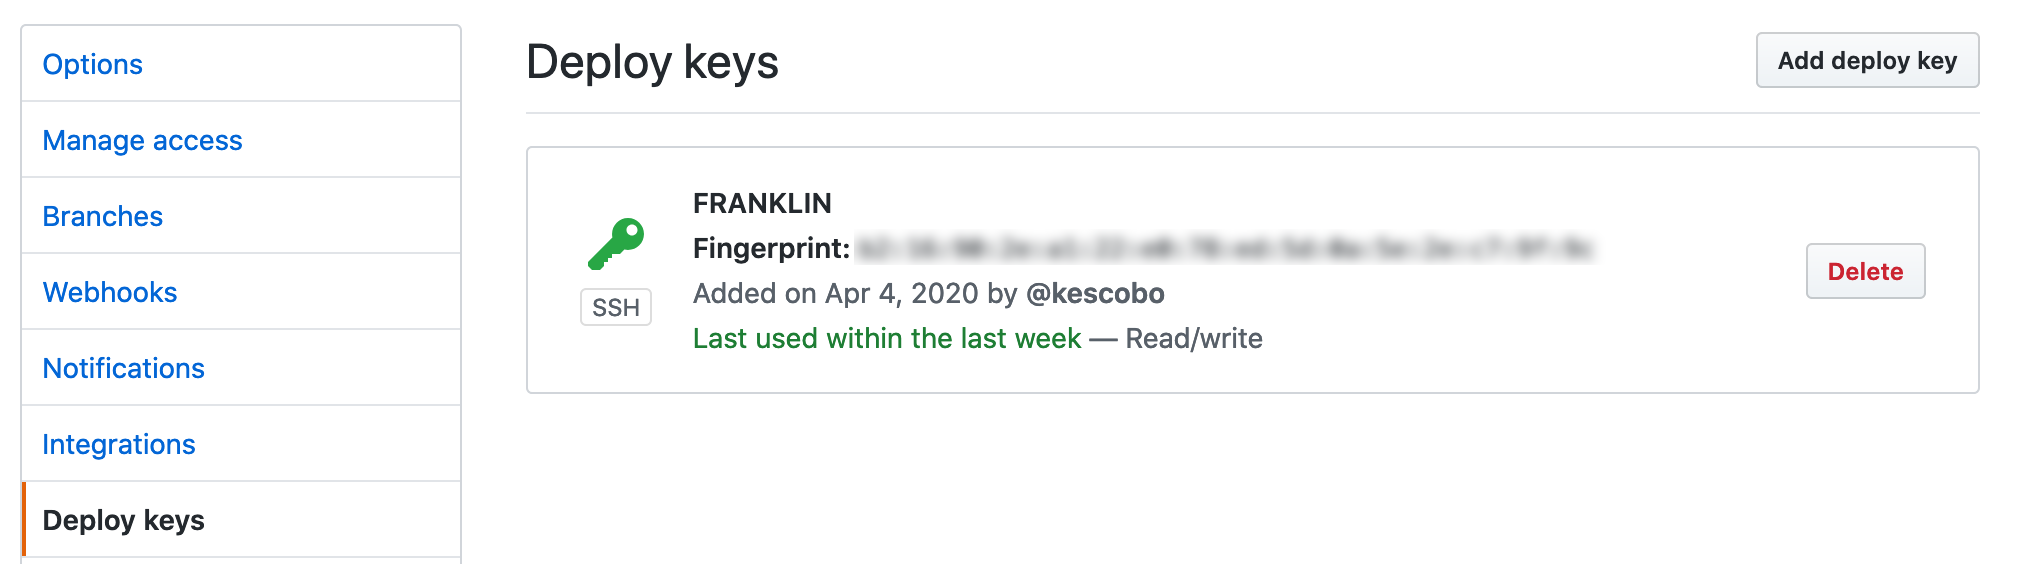 Options
Manage access
Branches
Webhooks
Notifications
Integrations
Deploy keys
Deploy keys
Add deploy key
FRANKLIN
Fingerprint:
SSH
Added on Apr 4, 2020 by @kescobo
Last used within the last week — Read/write
Delete